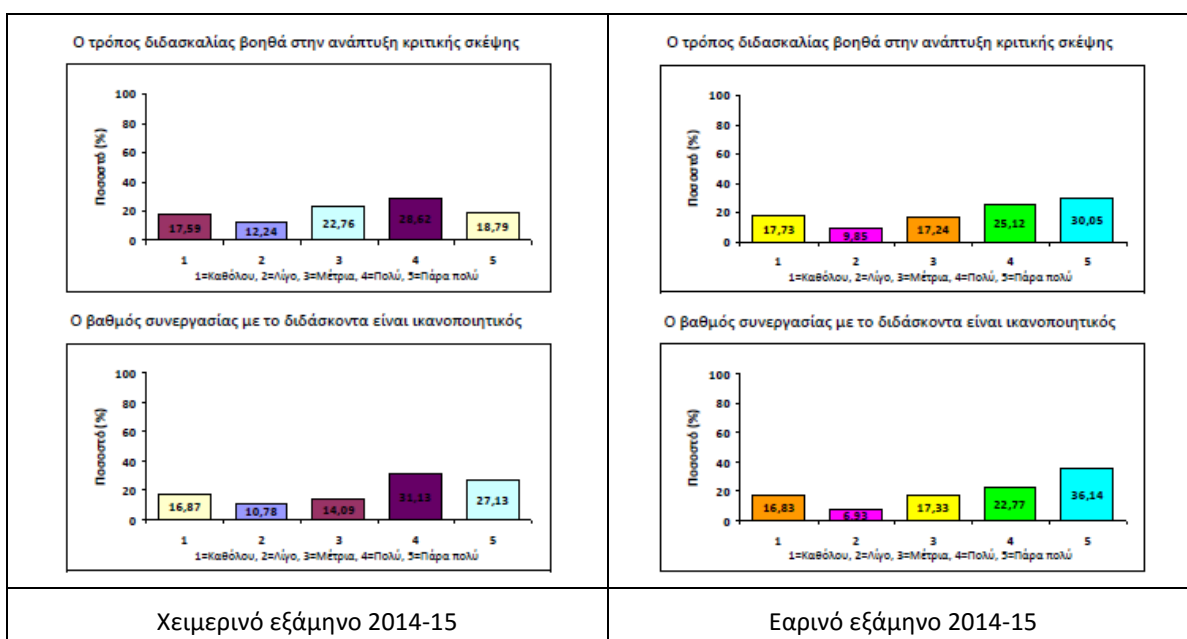 Ο τρόπος διδασκαλίας βοηθά στην ανάπτυξη κριτικής σκέψης
Ποσοστό (%)
100
80
60
40
20
0
17,59
12,24
22,76
28,62
18,79
1 2 3 4 5
1=Καθόλου, 2=Λίγο, 3=Μέτρια, 4=Πολύ, 5=Πάρα πολύ
Ο βαθμός συνεργασίας με το διδάσκοντα είναι ικανοποιητικός
Ποσοστό (%)
100
80
60
40
20
0
16,87
10,78
14,09
31,13
27,13
1 2 3 4 5
1=Καθόλου, 2=Λίγο, 3=Μέτρια, 4=Πολύ, 5=Πάρα πολύ
Χειμερινό εξάμηνο 2014-15
Ο τρόπος διδασκαλίας βοηθά στην ανάπτυξη κριτικής σκέψης
Ποσοστό (%)
100
80
60
40
20
0
17,73
9,85
17,24
25,12
30,05
1 2 3 4 5
1=Καθόλου, 2=Λίγο, 3=Μέτρια, 4=Πολύ, 5=Πάρα πολύ
Ο βαθμός συνεργασίας με το διδάσκοντα είναι ικανοποιητικός
Ποσοστό (%)
100
80
60
40
20
0
16,83
6,93
17,33
22,77
36,14
1 2 3 4 5
1=Καθόλου, 2=Λίγο, 3=Μέτρια, 4=Πολύ, 5=Πάρα πολύ
Εαρινό εξάμηνο 2014-15